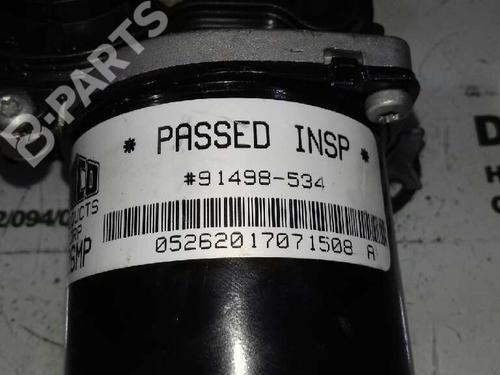 B-PARTS
* PASSED INSP *
#91498-534
05262017071508 A